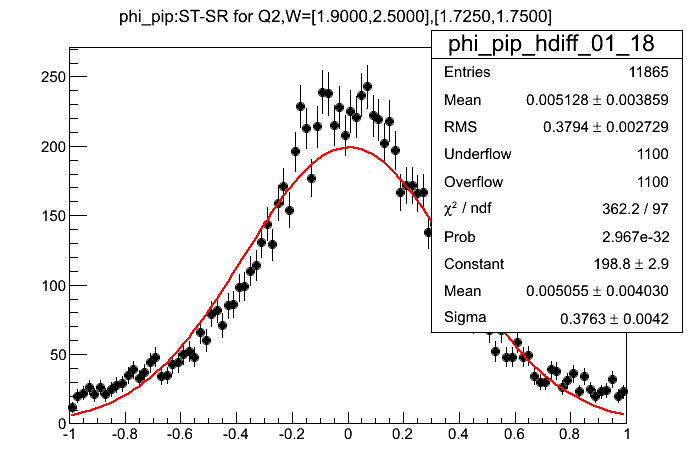 phi_pip:ST-SR for Q2,W=[1.9000,2.5000],[1.7250,1.7500]
phi_pip_hdiff_01_18
Entries 11865
Mean 0.005128 ± 0.003859
RMS 0.3794 ± 0.002729
Underflow 1100
Overflow 1100
χ² / ndf 362.2 / 97
Prob 2.967e-32
Constant 198.8 ± 2.9
Mean 0.005055 ± 0.004030
Sigma 0.3763 ± 0.0042
250
200
150
100
50
0
-1 -0.8 -0.6 -0.4 -0.2 0 0.2 0.4 0.6 0.8 1